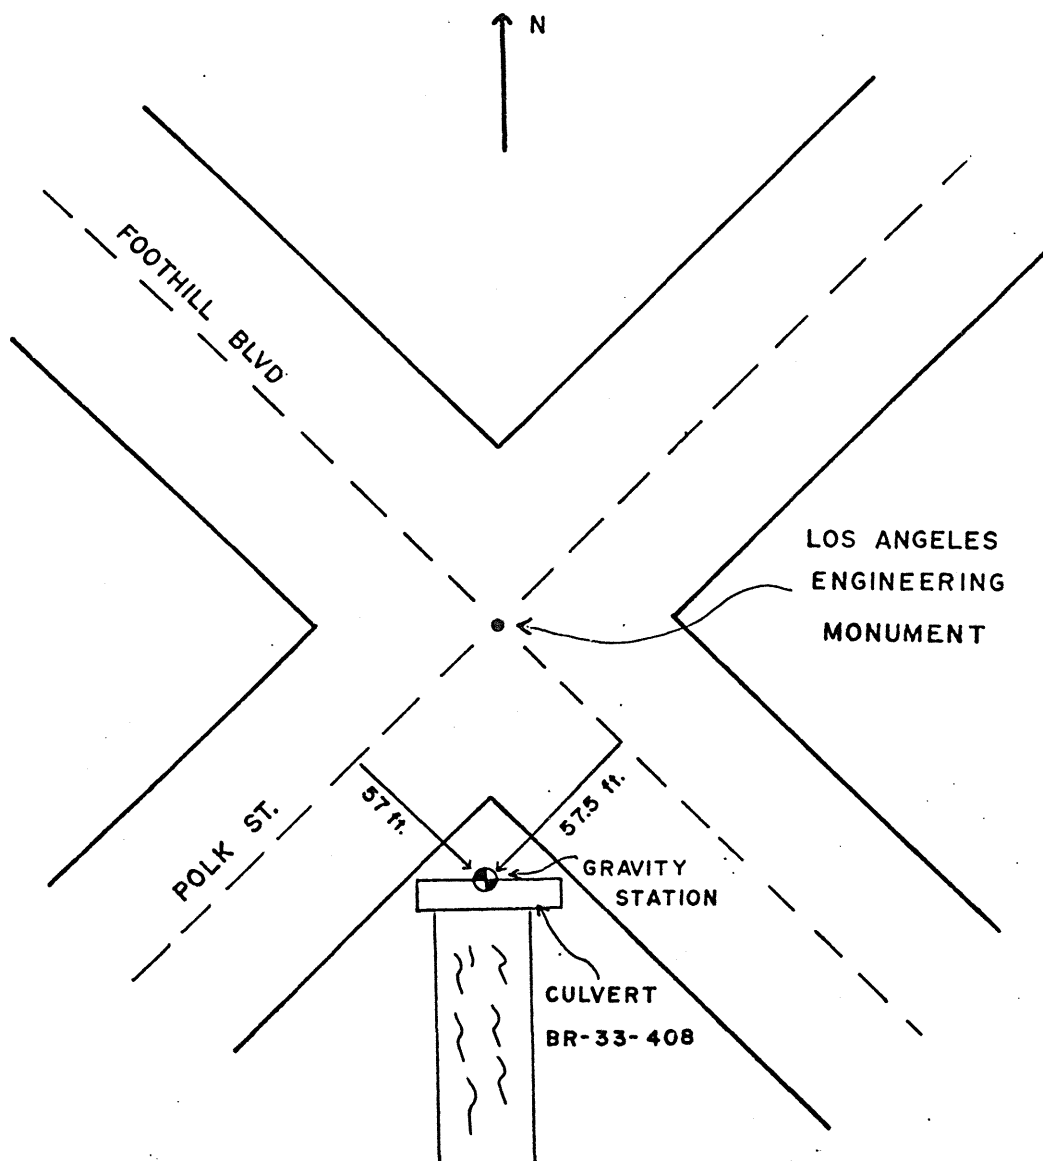 N
FOOTHILL BLVD
LOS ANGELES
ENGINEERING
MONUMENT
POLK ST.
57 ft.
57.5 ft.
GRAVITY
STATION
CULVERT
BR-33-408